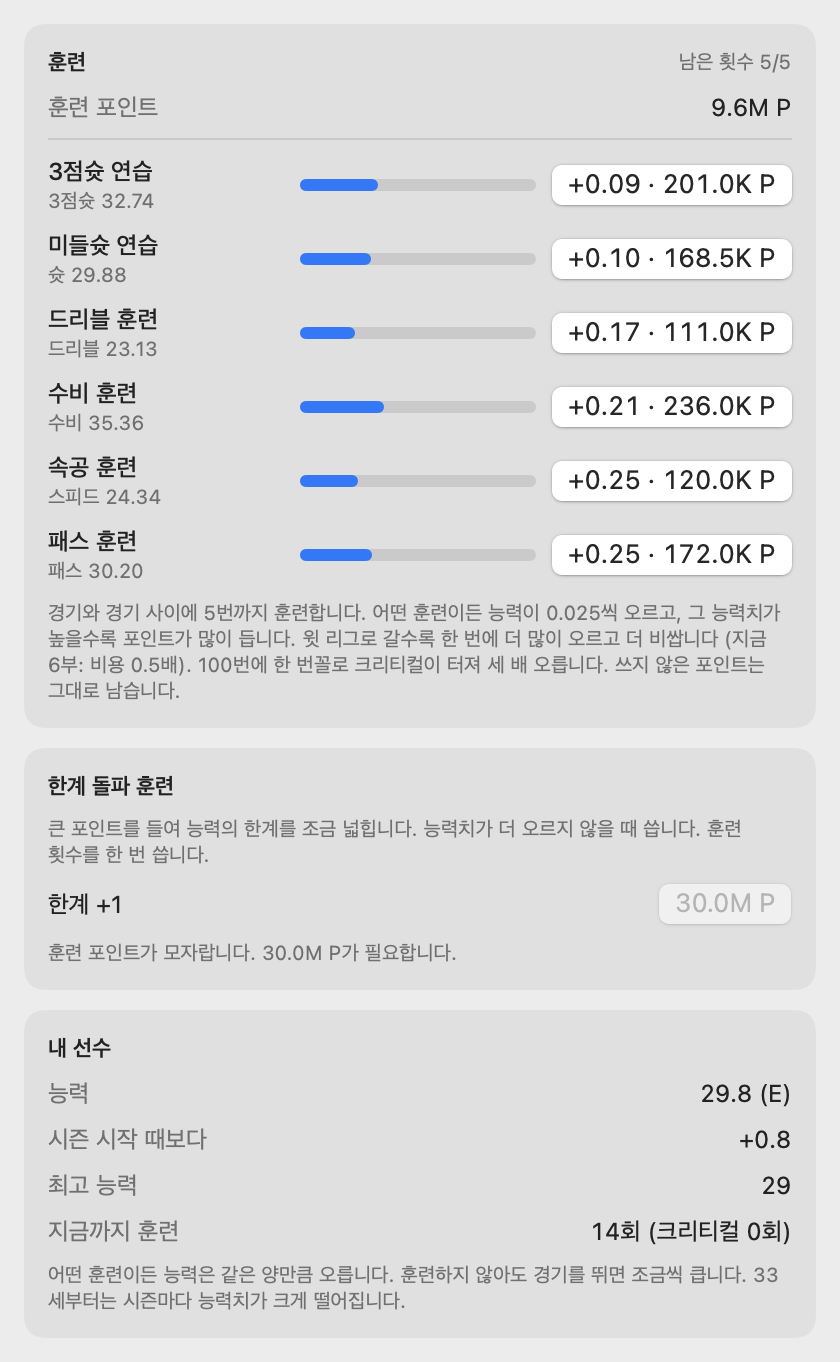 훈련 남은 횟수 5/5
훈련 포인트 9.6M P
3점슛 연습
3점슛 32.74
+0.09 · 201.0K P
미들슛 연습
슛 29.88
+0.10 · 168.5K P
드리블 훈련
드리블 23.13
+0.17 · 111.0K P
수비 훈련
수비 35.36
+0.21 · 236.0K P
속공 훈련
스피드 24.34
+0.25 · 120.0K P
패스 훈련
패스 30.20
+0.25 · 172.0K P
경기와 경기 사이에 5번까지 훈련합니다. 어떤 훈련이든 능력이 0.025씩 오르고, 그 능력치가
높을수록 포인트가 많이 듭니다. 윗 리그로 갈수록 한 번에 더 많이 오르고 더 비쌉니다 (지금
6부: 비용 0.5배). 100번에 한 번꼴로 크리티컬이 터져 세 배 오릅니다. 쓰지 않은 포인트는
그대로 남습니다.
한계 돌파 훈련
큰 포인트를 들여 능력의 한계를 조금 넓힙니다. 능력치가 더 오르지 않을 때 씁니다. 훈련
횟수를 한 번 씁니다.
한계 +1 30.0M P
훈련 포인트가 모자랍니다. 30.0M P가 필요합니다.
내 선수
능력 29.8 (E)
시즌 시작 때보다 +0.8
최고 능력 29
지금까지 훈련 14회 (크리티컬 0회)
어떤 훈련이든 능력은 같은 양만큼 오릅니다. 훈련하지 않아도 경기를 뛰면 조금씩 큽니다. 33
세부터는 시즌마다 능력치가 크게 떨어집니다.